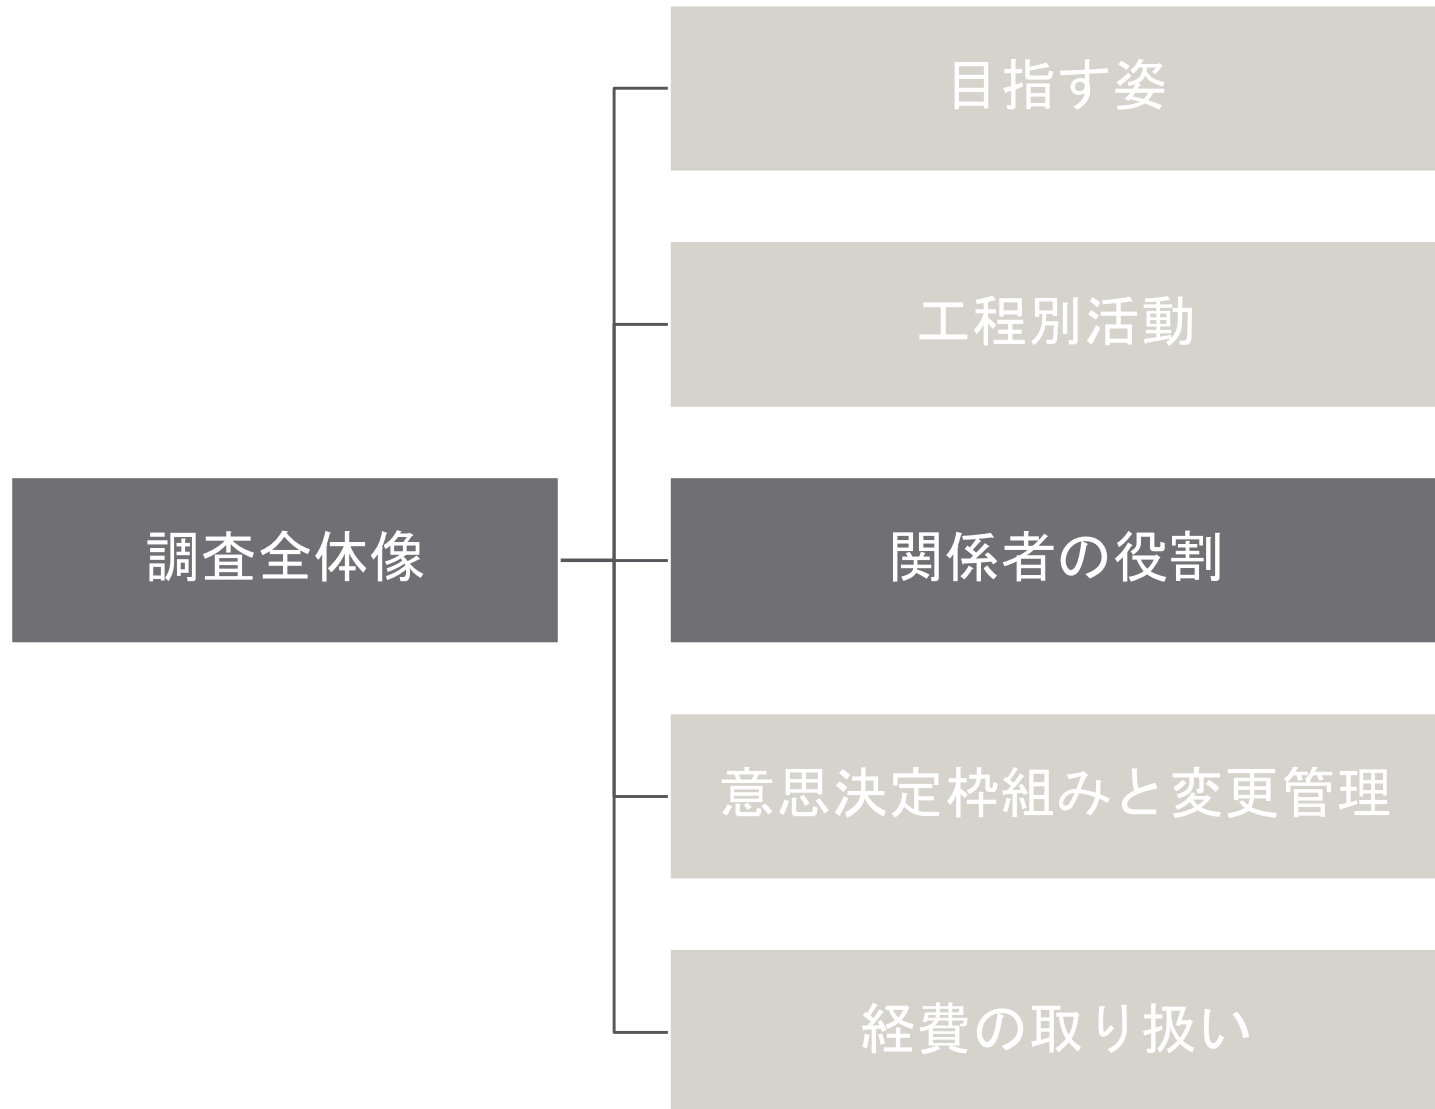 目指す姿
工程別活動
調査全体像
関係者の役割
意思決定枠組みと変更管理
経費の取り扱い